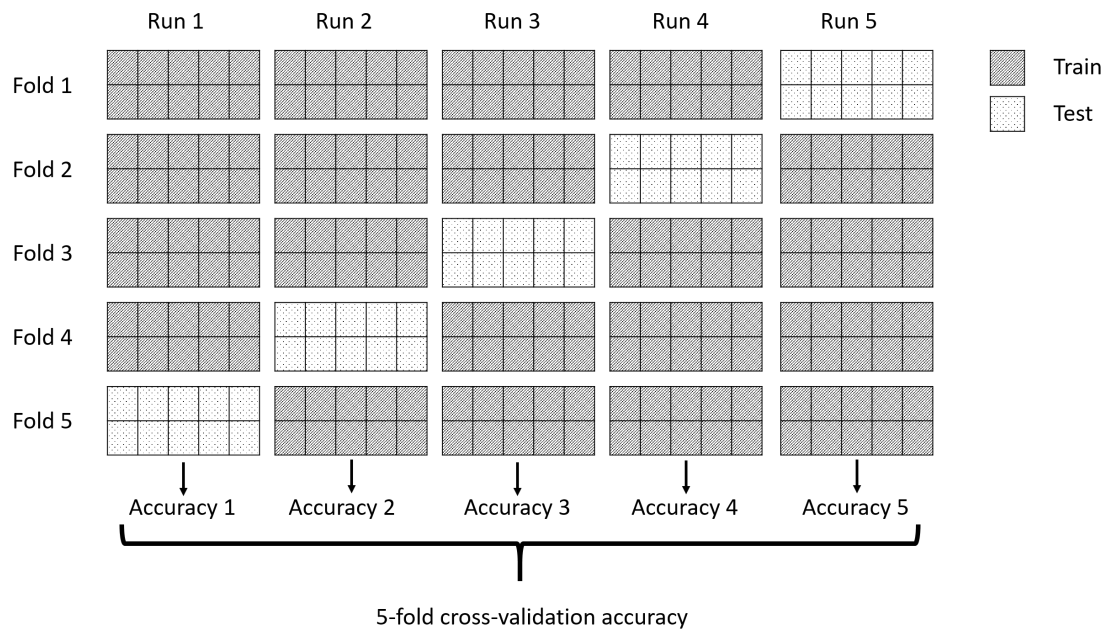 Run 1 Run 2 Run 3 Run 4 Run 5
Fold 1
Train
Test
Fold 2
Fold 3
Fold 4
Fold 5
Accuracy 1 Accuracy 2 Accuracy 3 Accuracy 4 Accuracy 5
5-fold cross-validation accuracy